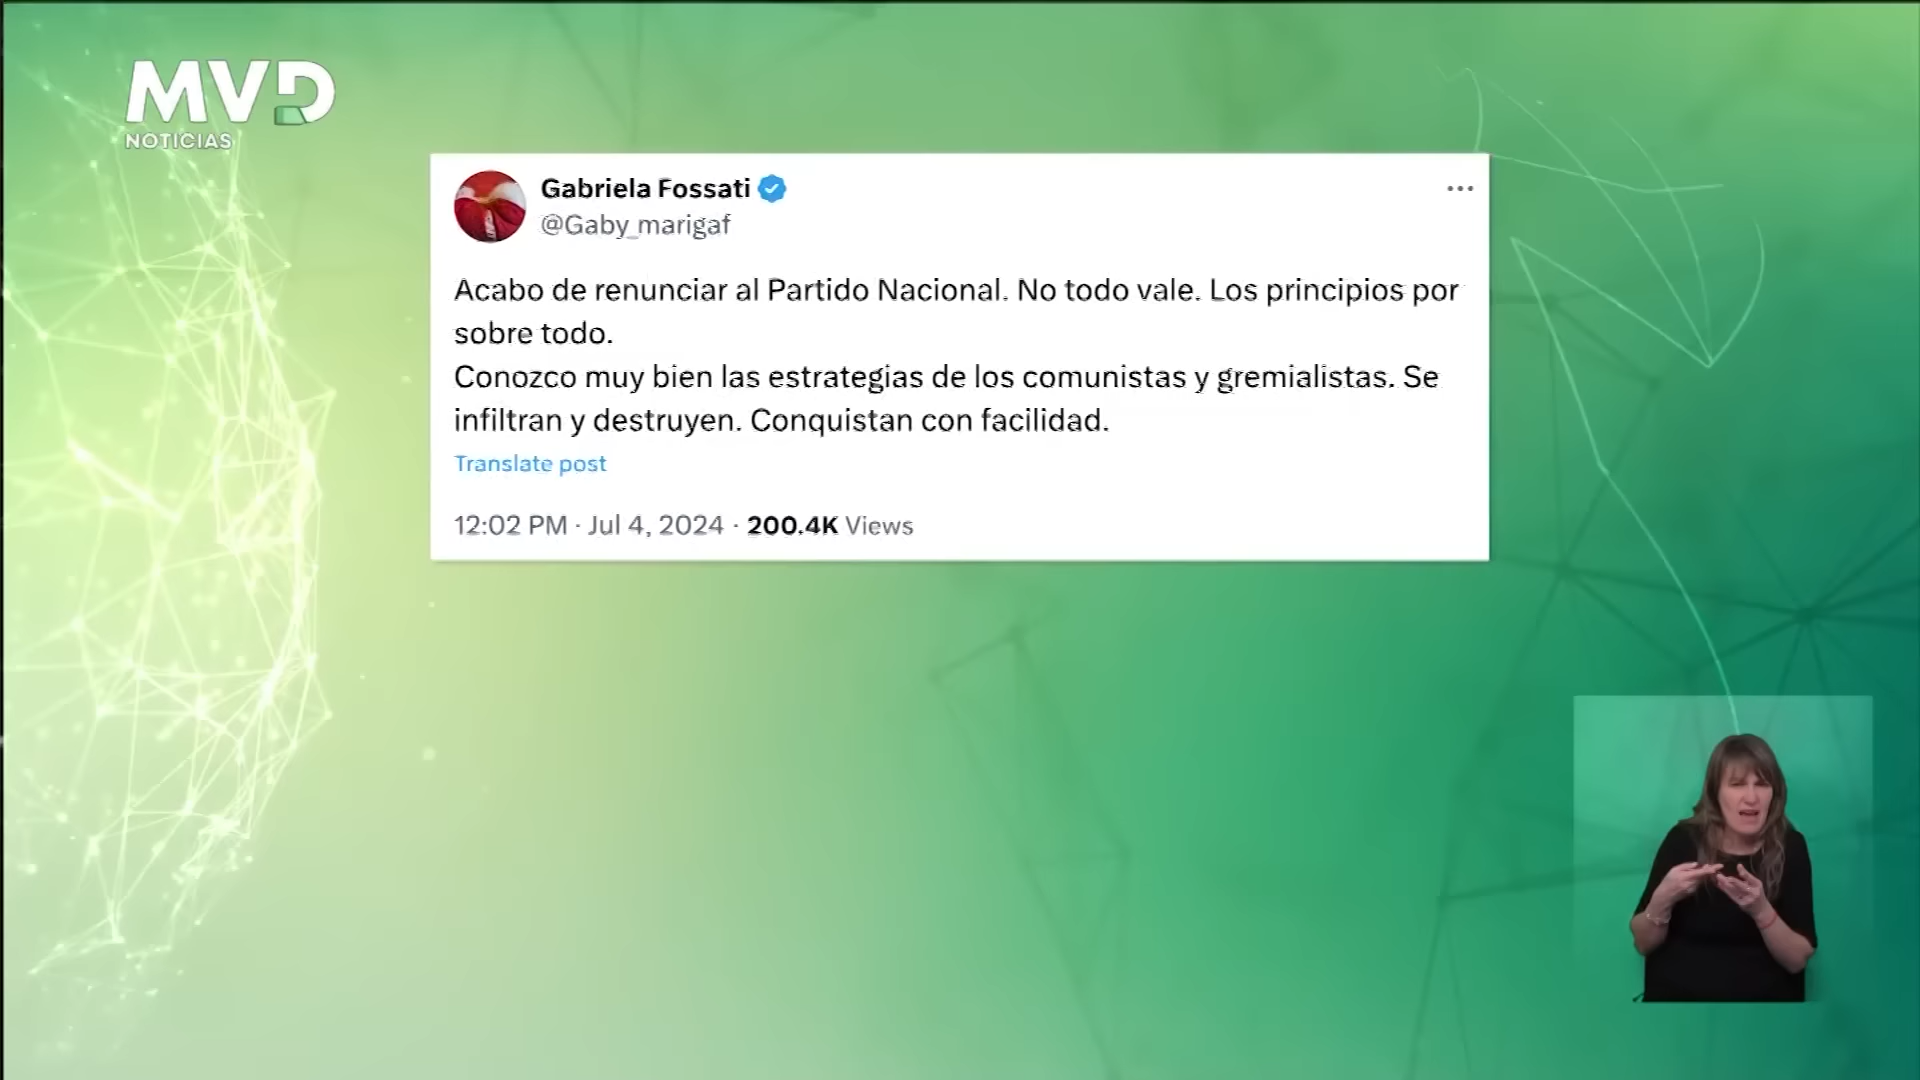 MVD
NOTICIAS
Gabriela Fossati
@Gaby_marigaf
Acabo de renunciar al Partido Nacional. No todo vale. Los principios por
sobre todo.
Conozco muy bien las estrategias de los comunistas y gremialistas. Se
infiltran y destruyen. Conquistan con facilidad.
Translate post
12:02 PM · Jul 4, 2024 · 200.4K Views